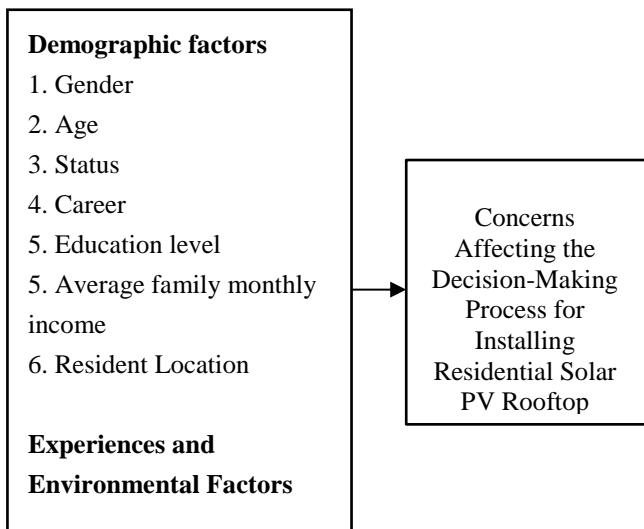 Demographic factors
1. Gender
2. Age
3. Status
4. Career
5. Education level
5. Average family monthly
income
6. Resident Location
Experiences and
Environmental Factors
Concerns
Affecting the
Decision-Making
Process for
Installing
Residential Solar
PV Rooftop